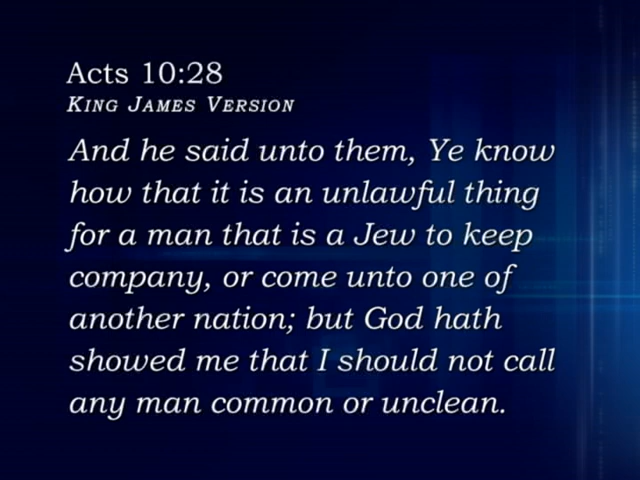 Acts 10:28
KING JAMES VERSION
And he said unto them, Ye know
how that it is an unlawful thing
for a man that is a Jew to keep
company, or come unto one of
another nation; but God hath
showed me that I should not call
any man common or unclean.